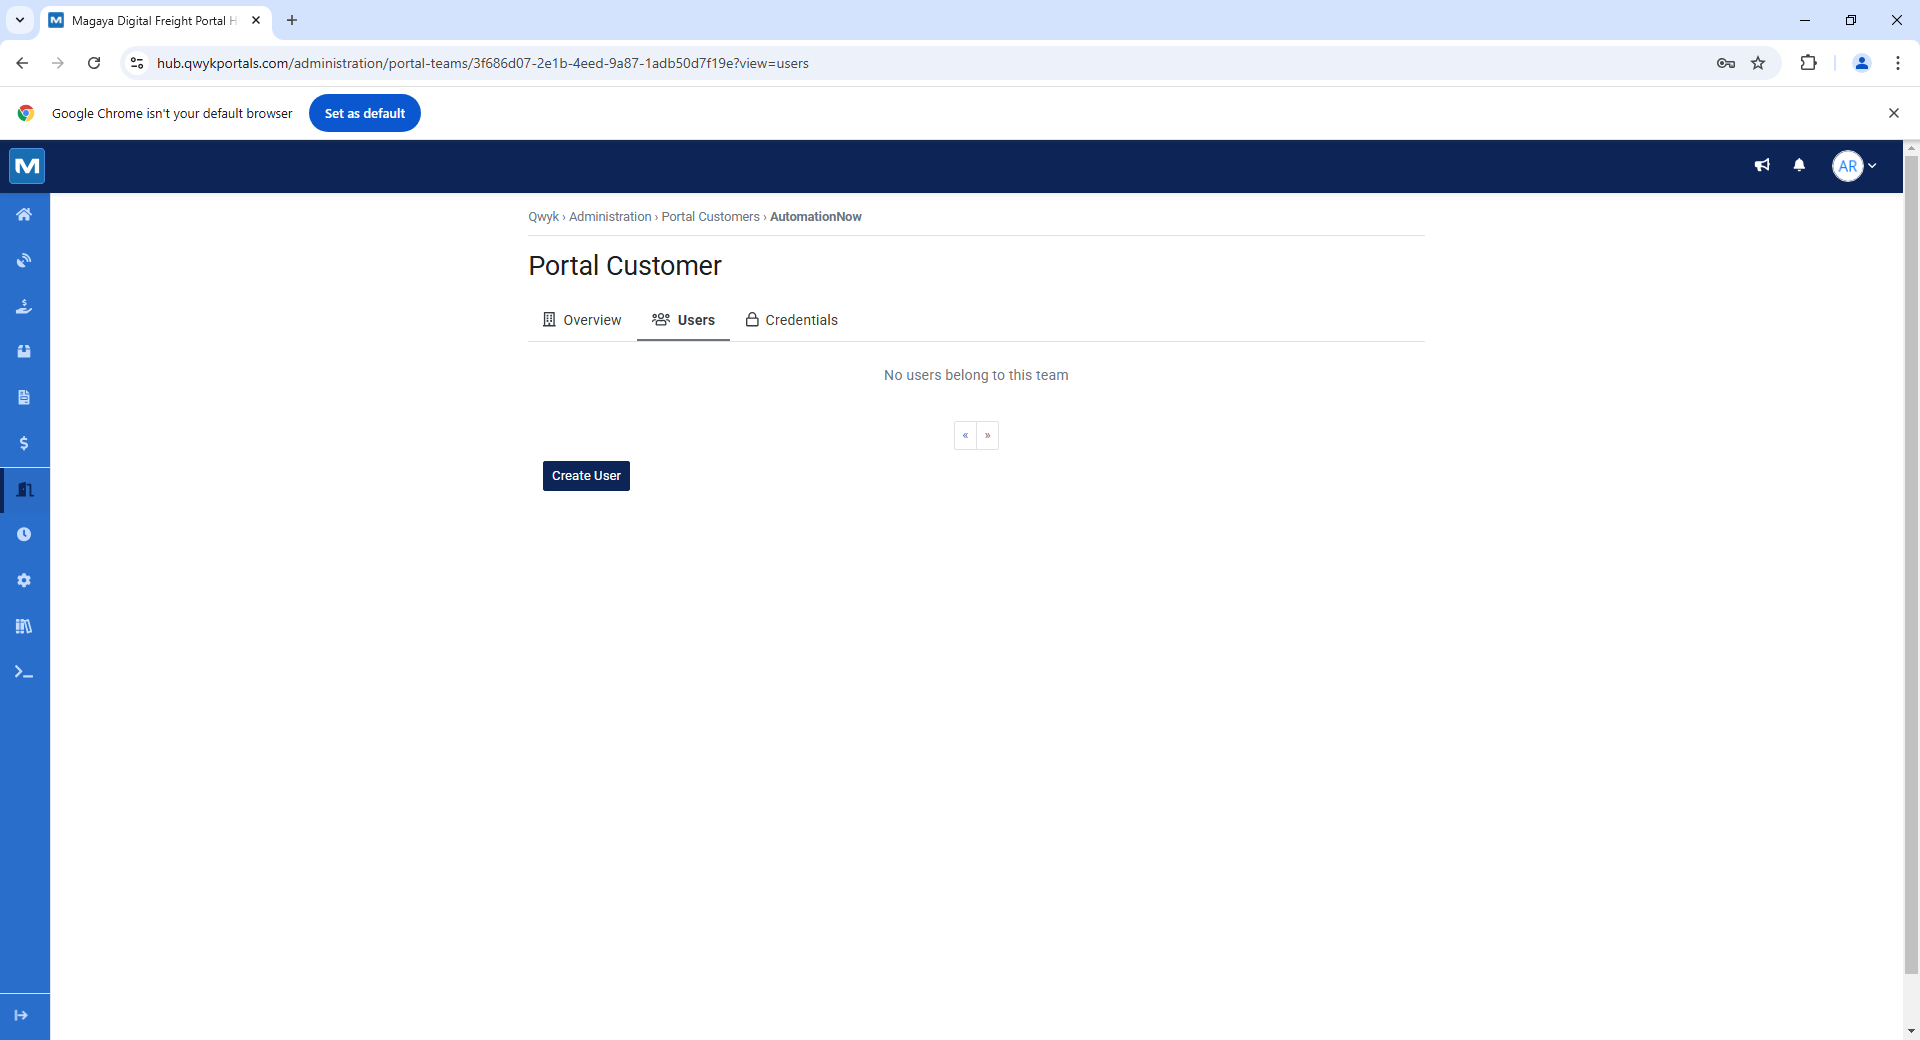 Magaya Digital Freight Portal H
hub.qwykportals.com/administration/portal-teams/3f686d07-2e1b-4eed-9a87-1adb50d7f19e?view=users
Google Chrome isn't your default browser
Set as default
M
AR
Qwyk › Administration › Portal Customers › AutomationNow
Portal Customer
Overview
Users
Credentials
No users belong to this team
« »
Create User